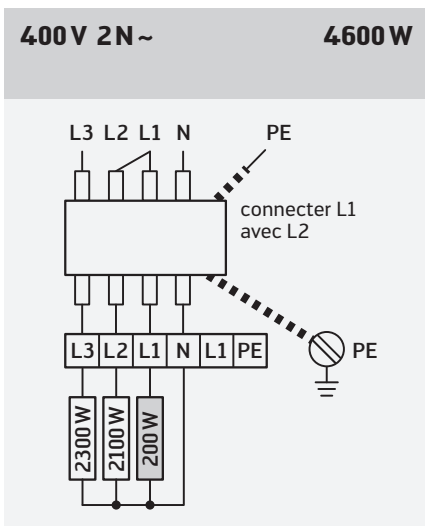 400 V 2 N ~ 4600 W
L3 L2 L1 N PE
connecter L1
avec L2
L3 L2 L1 N L1 PE PE
2300 W 2100 W 200 W